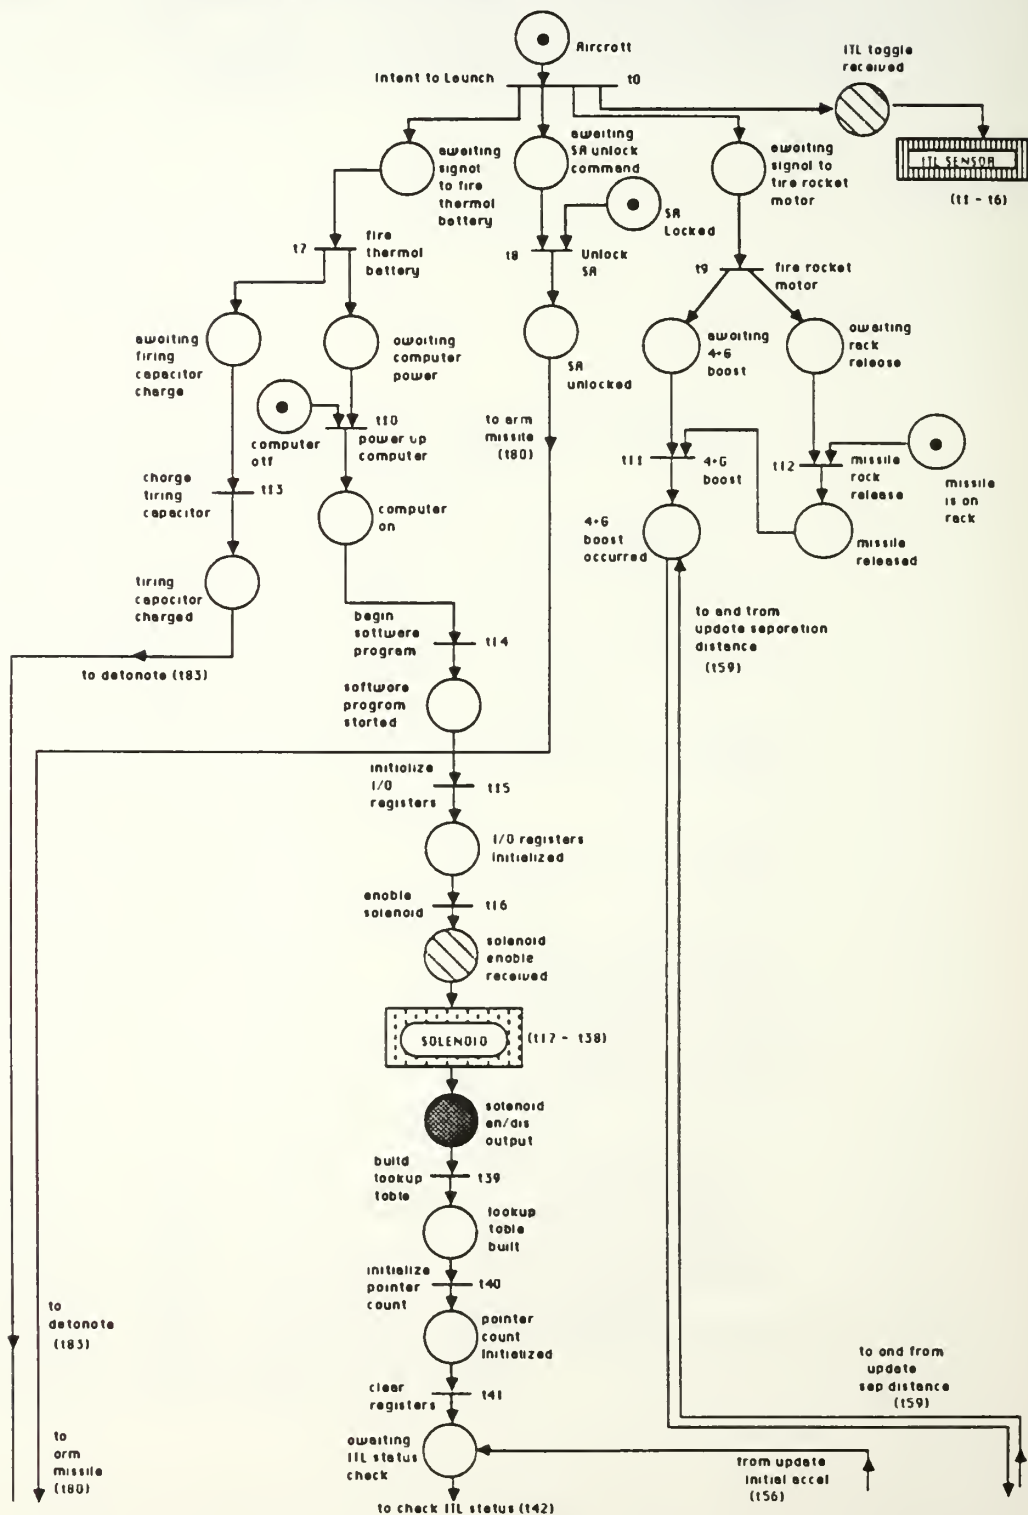 Aircraft
ITL toggle
received
Intent to Launch
t0
ITL SENSOR
(t1 - t6)
awaiting
signal
to fire
thermal
battery
awaiting
SA unlock
command
awaiting
signal to
fire rocket
motor
SA
Locked
t7
fire
thermal
battery
t8
Unlock
SA
t9
fire rocket
motor
awaiting
firing
capacitor
charge
awaiting
computer
power
SA
unlocked
awaiting
4+G
boost
awaiting
rack
release
computer
off
t10
power up
computer
to arm
missile
(t80)
t11
4+G
boost
t12
missile
rack
release
missile
is on
rack
charge
firing
capacitor
t13
computer
on
4+G
boost
occurred
missile
released
firing
capacitor
charged
to and from
update separation
distance
(t59)
begin
software
program
t14
to detonate (t83)
software
program
started
initialize
I/O
registers
t15
I/O registers
Initialized
enable
solenoid
t16
solenoid
enable
received
SOLENOID
(t17 - t38)
solenoid
en/dis
output
build
lookup
table
t39
lookup
table
built
initialize
pointer
count
t40
to
detonate
(t83)
pointer
count
Initialized
to and from
update
sep distance
(t59)
clear
registers
t41
to
arm
missile
(t80)
awaiting
ITL status
check
from update
initial accel
(t56)
to check ITL status (t42)